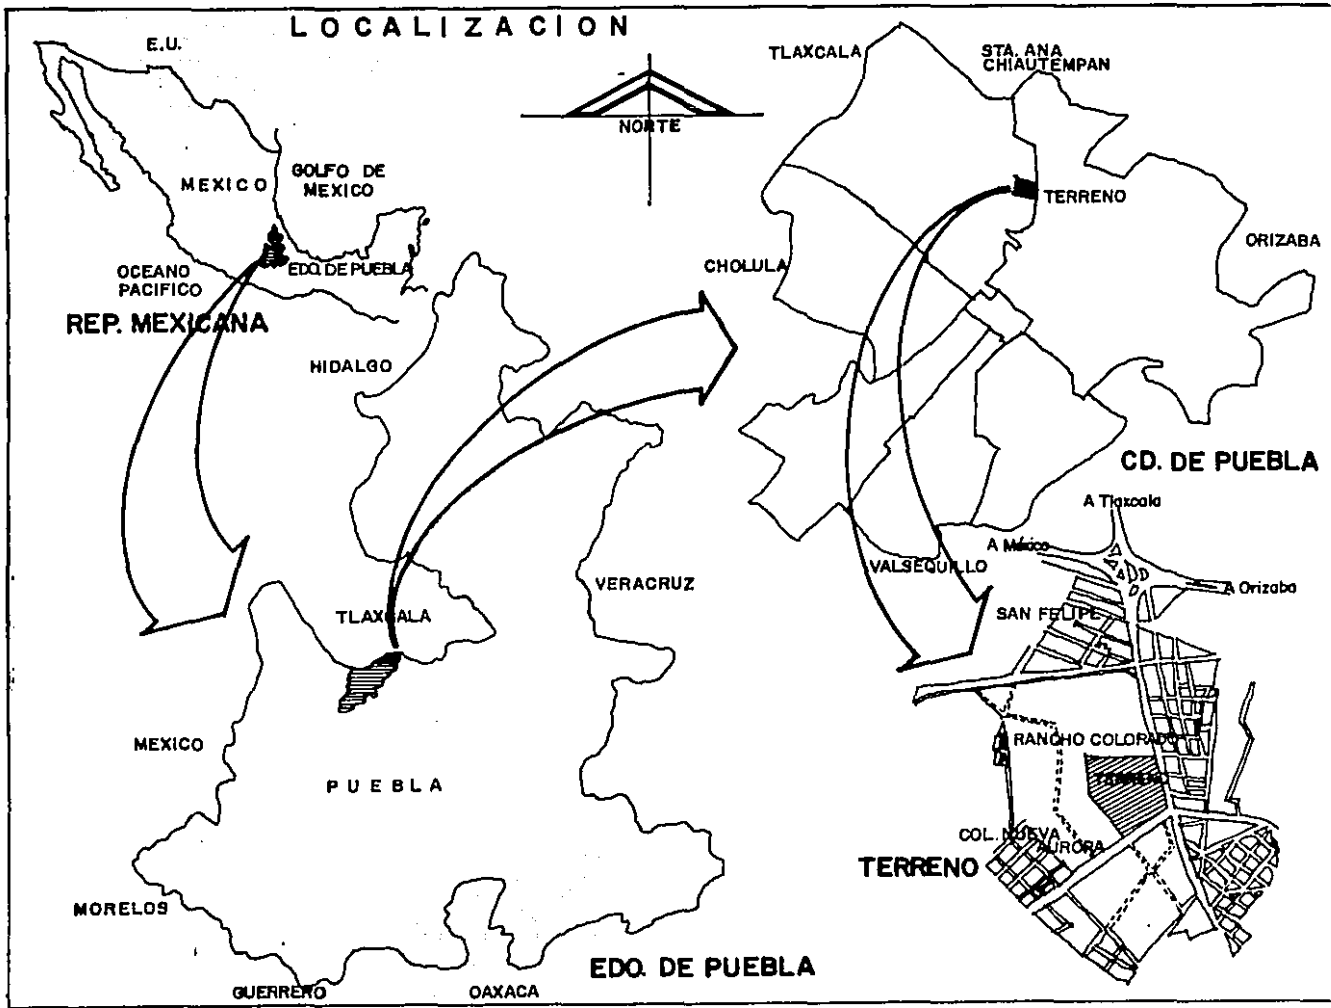 LOCALIZACION
E.U.
MEXICO
GOLFO DE
MEXICO
EDO. DE PUEBLA
OCEANO
PACIFICO
REP. MEXICANA
NORTE
TLAXCALA
STA. ANA
CHIAUTEMPAN
TERRENO
ORIZABA
CHOLULA
VALSEQUILLO
CD. DE PUEBLA
HIDALGO
VERACRUZ
TLAXCALA
MEXICO
PUEBLA
MORELOS
GUERRERO
OAXACA
EDO. DE PUEBLA
A Tlaxcala
A México
A Orizaba
SAN FELIPE
RANCHO COLORADO
TERRENO
COL. NUEVA
AURORA
TERRENO